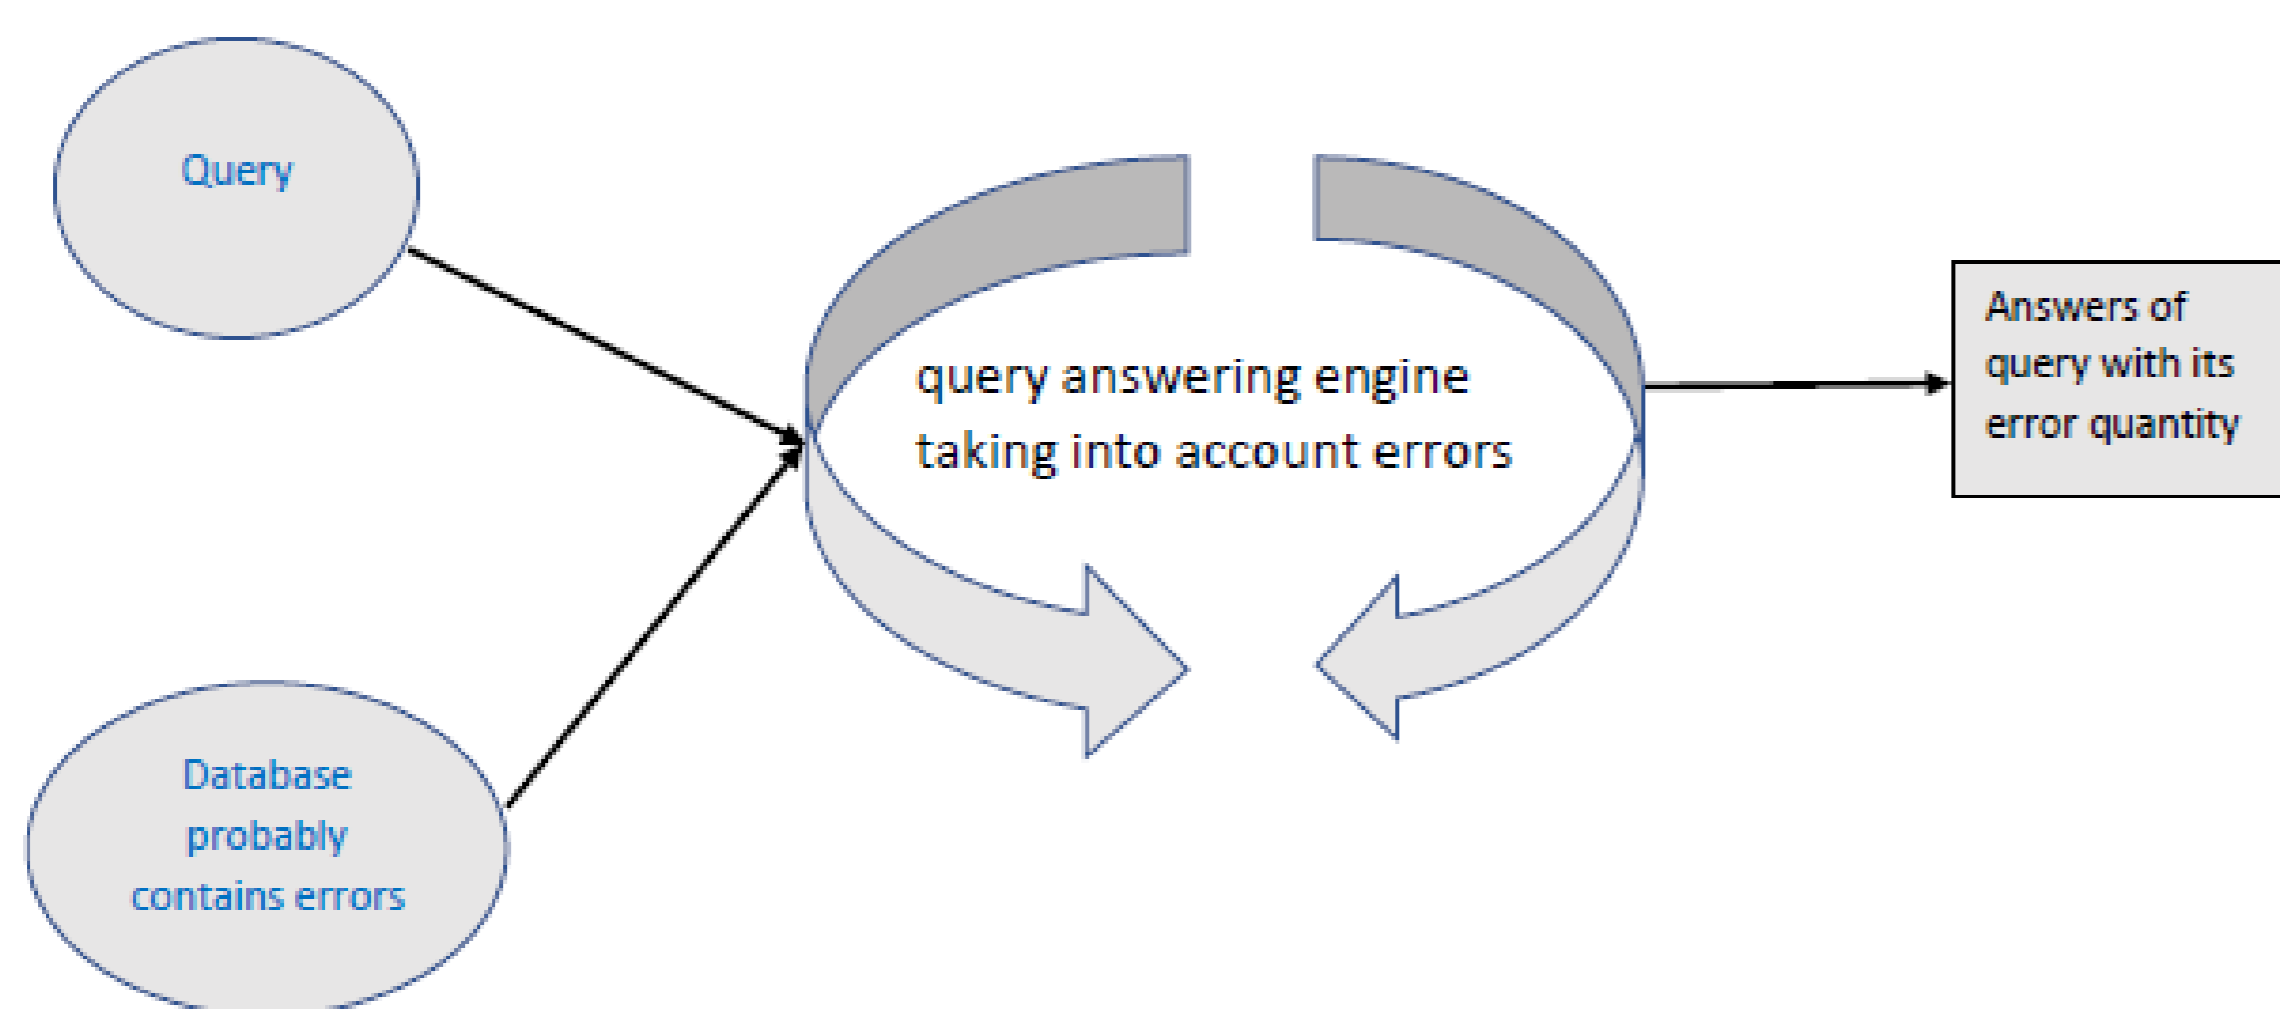 Query
query answering engine
taking into account errors
Answers of
query with its
error quantity
Database
probably
contains errors